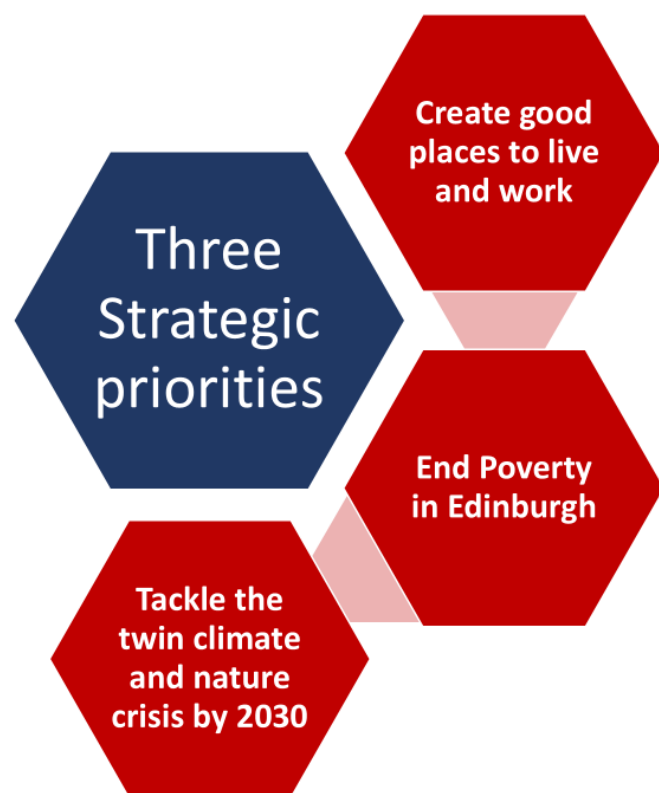 Three
Strategic
priorities
Create good
places to live
and work
End Poverty
in Edinburgh
Tackle the
twin climate
and nature
crisis by 2030